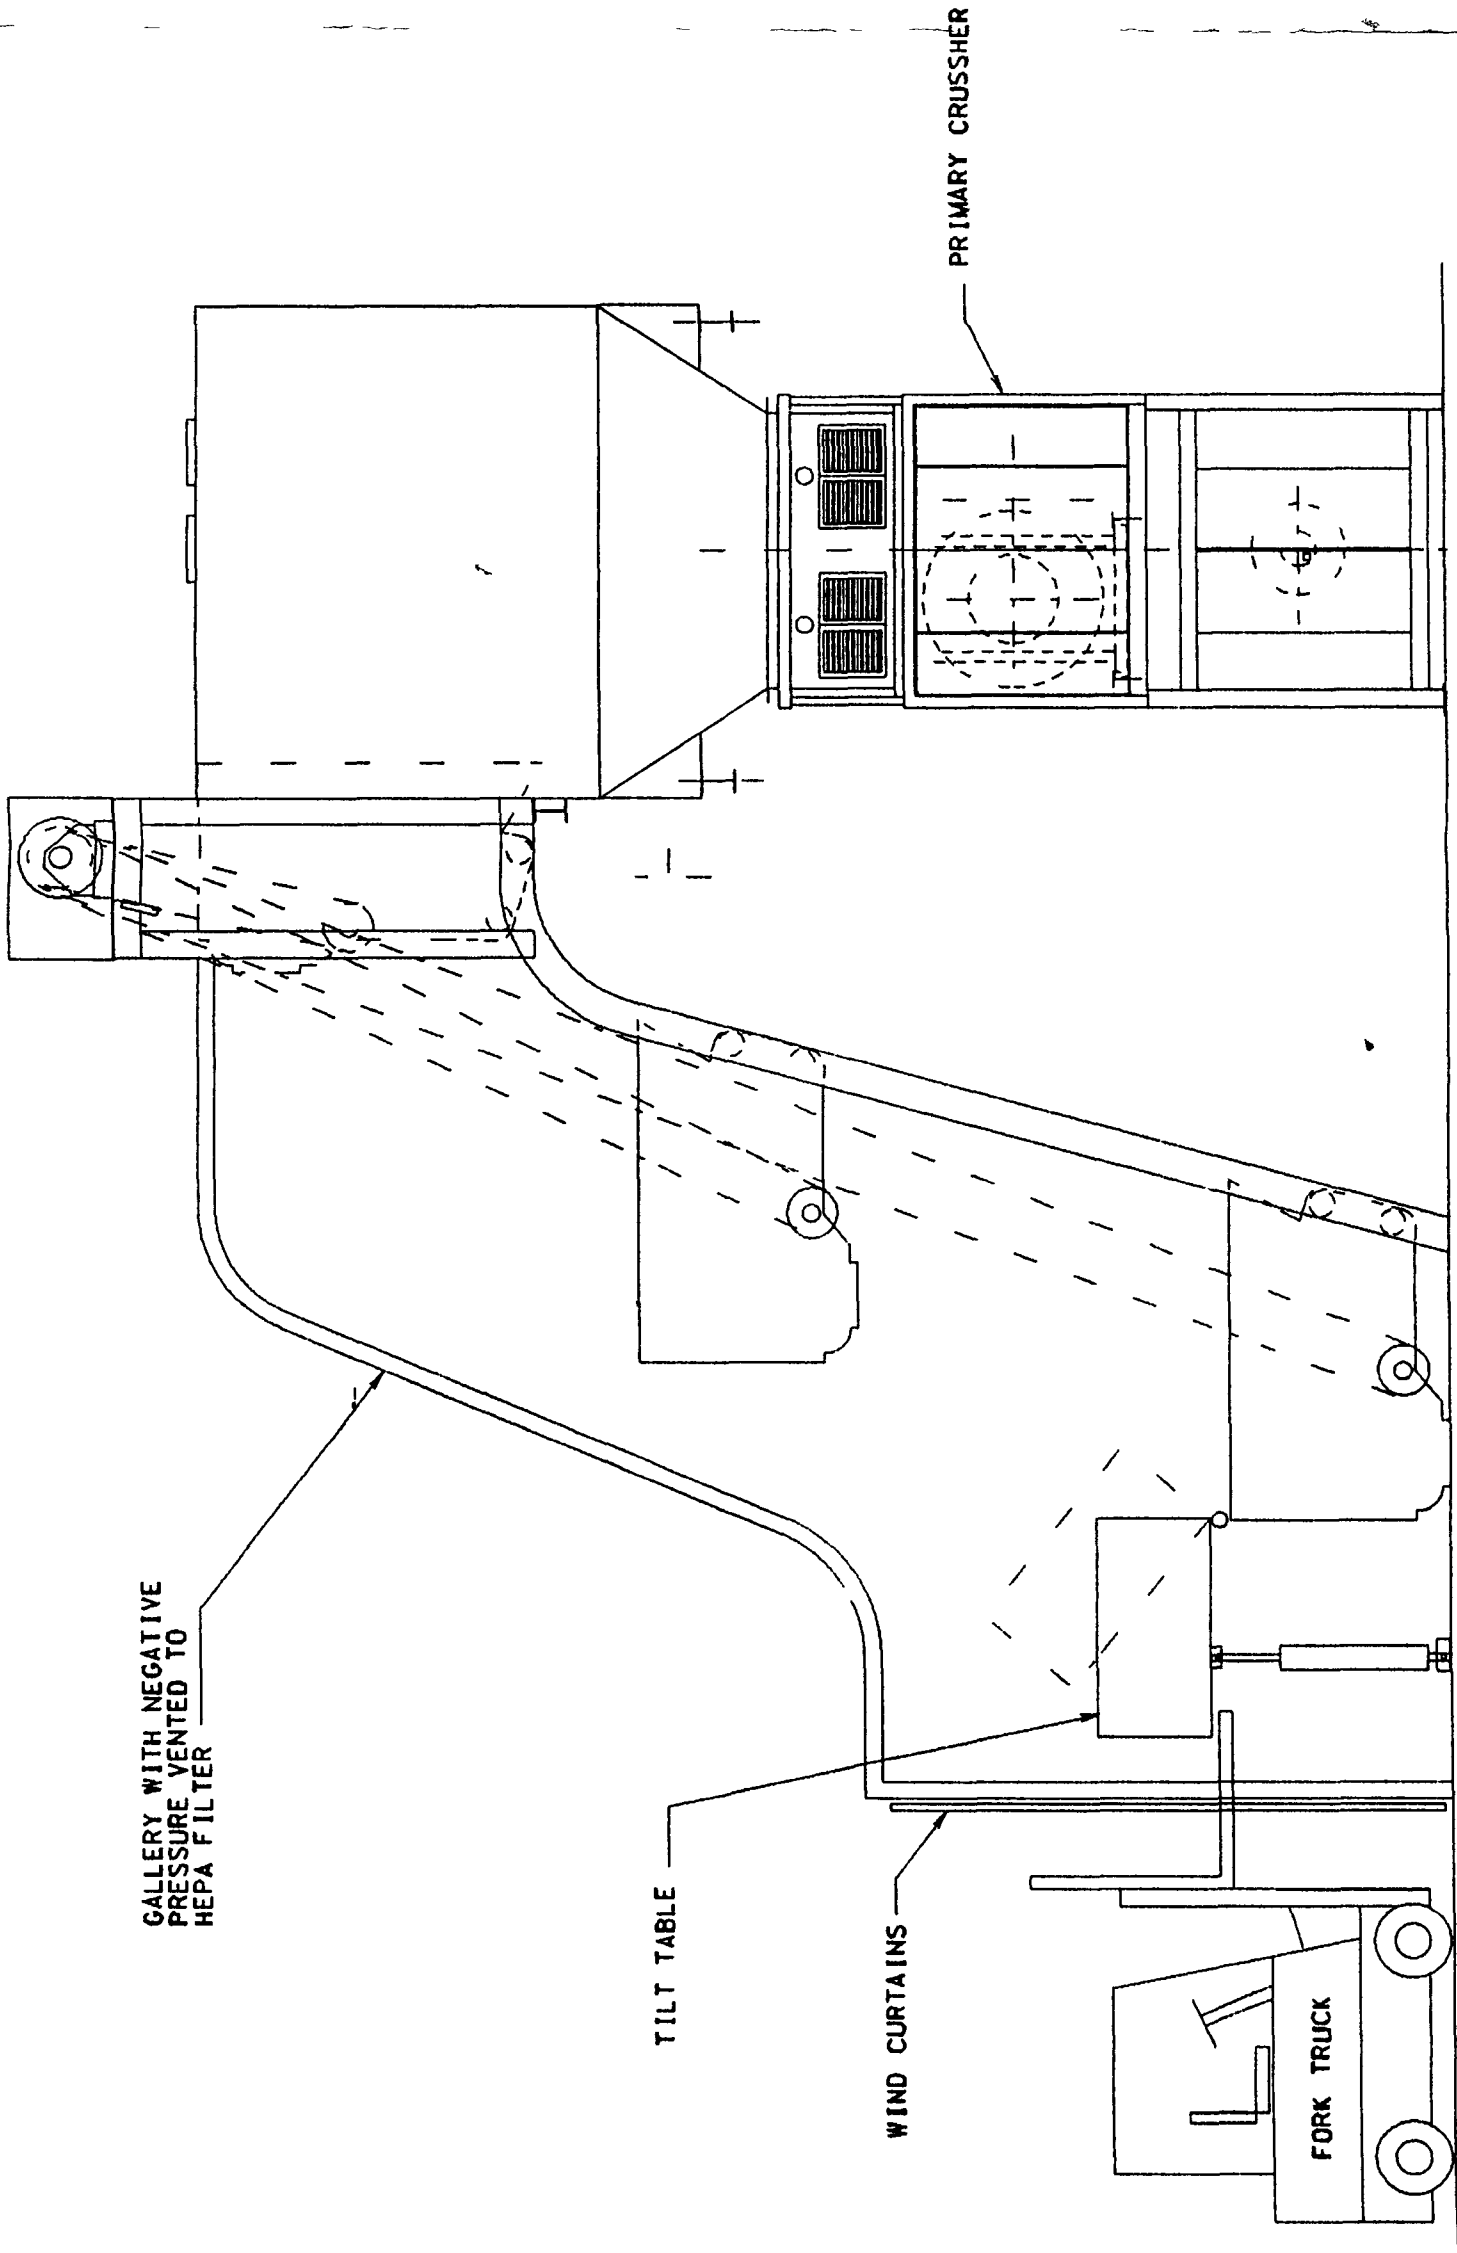 GALLERY WITH NEGATIVE
PRESSURE VENTED TO
HEPA FILTER
TILT TABLE
WIND CURTAINS
FORK TRUCK
PRIMARY CRUSSHER